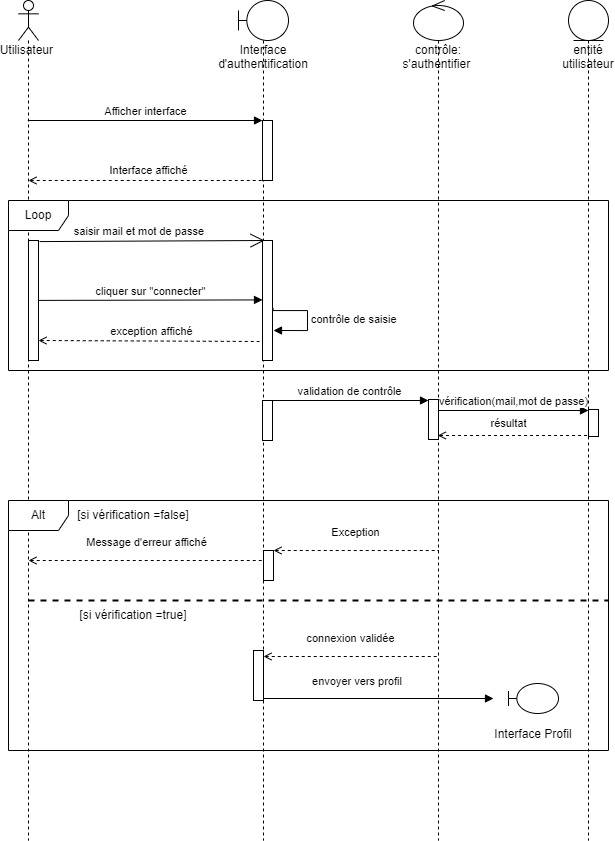 Utilisateur
Interface
d'authentification
contrôle:
s'authentifier
entité
utilisateur
Afficher interface
Interface affiché
Loop
saisir mail et mot de passe
cliquer sur "connecter"
contrôle de saisie
exception affiché
validation de contrôle
vérification(mail,mot de passe)
résultat
Alt
[si vérification =false]
Exception
Message d'erreur affiché
[si vérification =true]
connexion validée
envoyer vers profil
Interface Profil